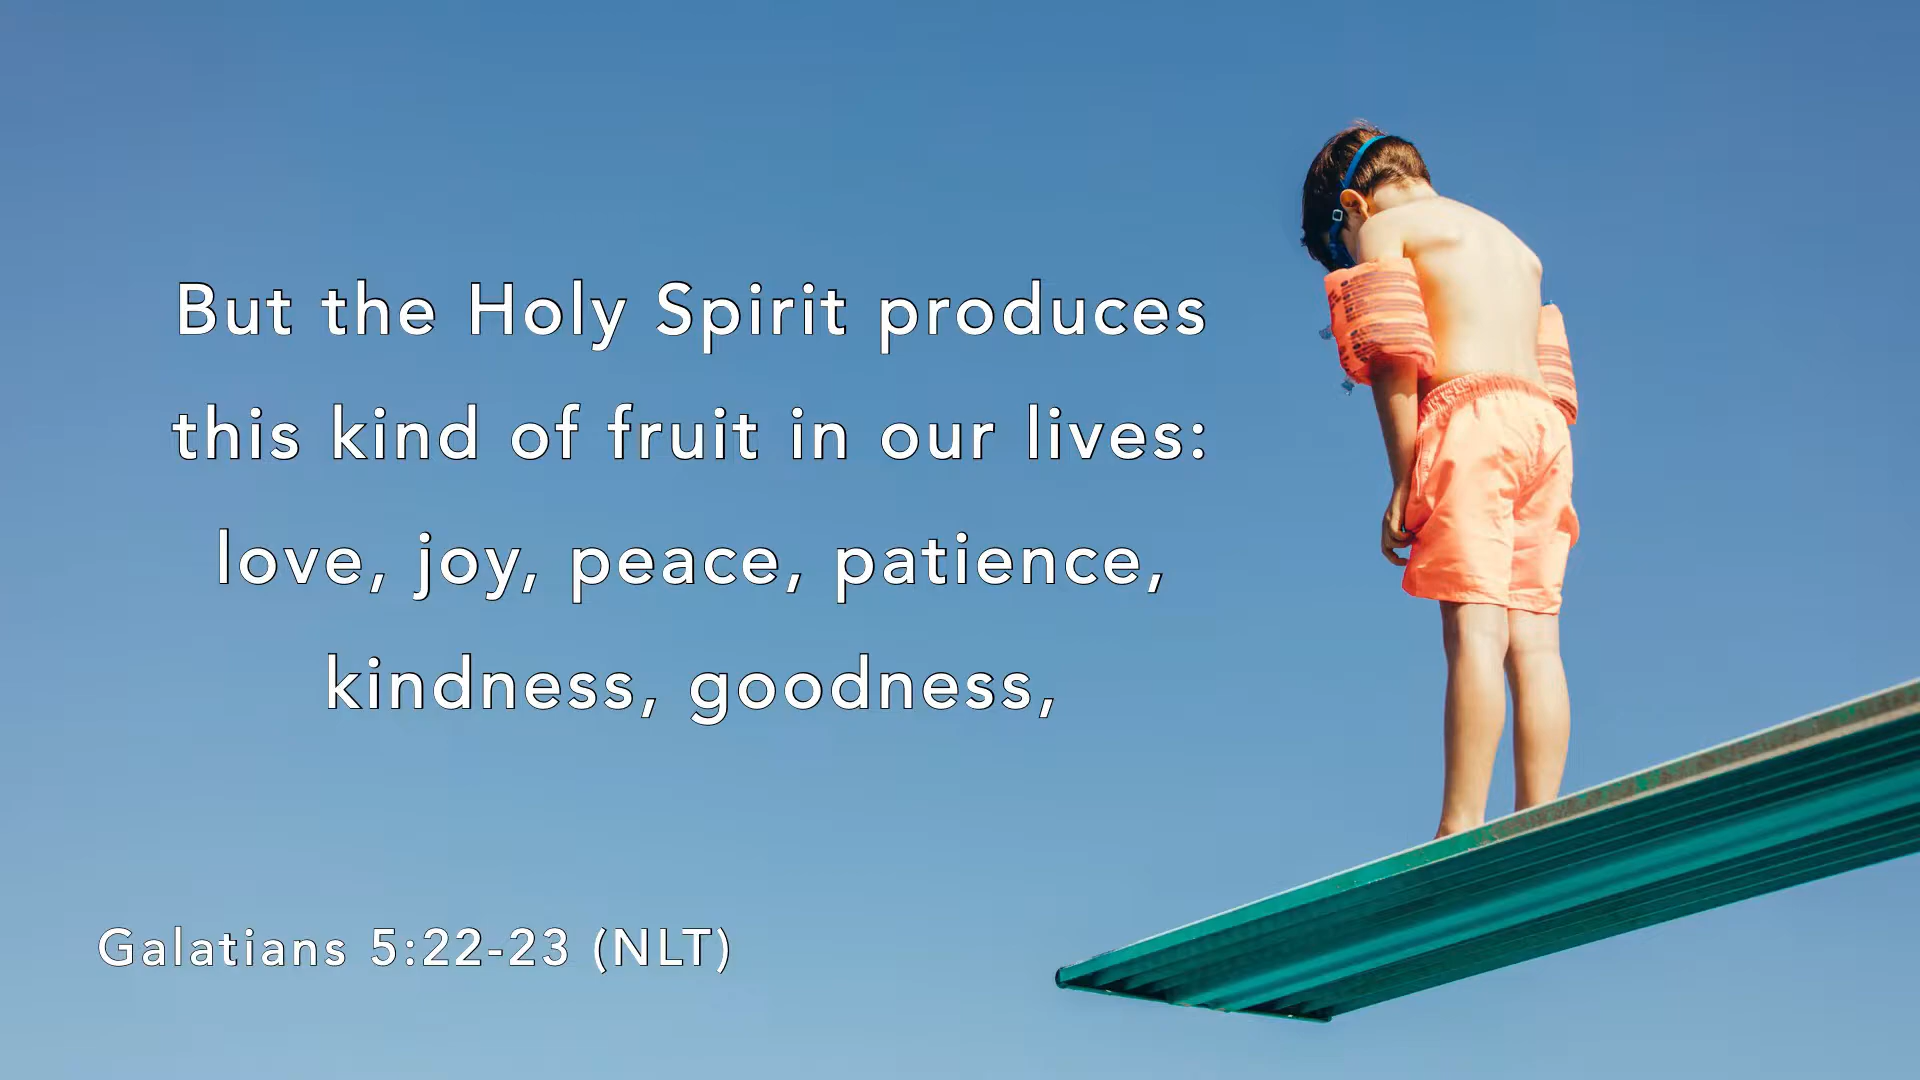 But the Holy Spirit produces
this kind of fruit in our lives:
love, joy, peace, patience,
kindness, goodness,
Galatians 5:22-23 (NLT)